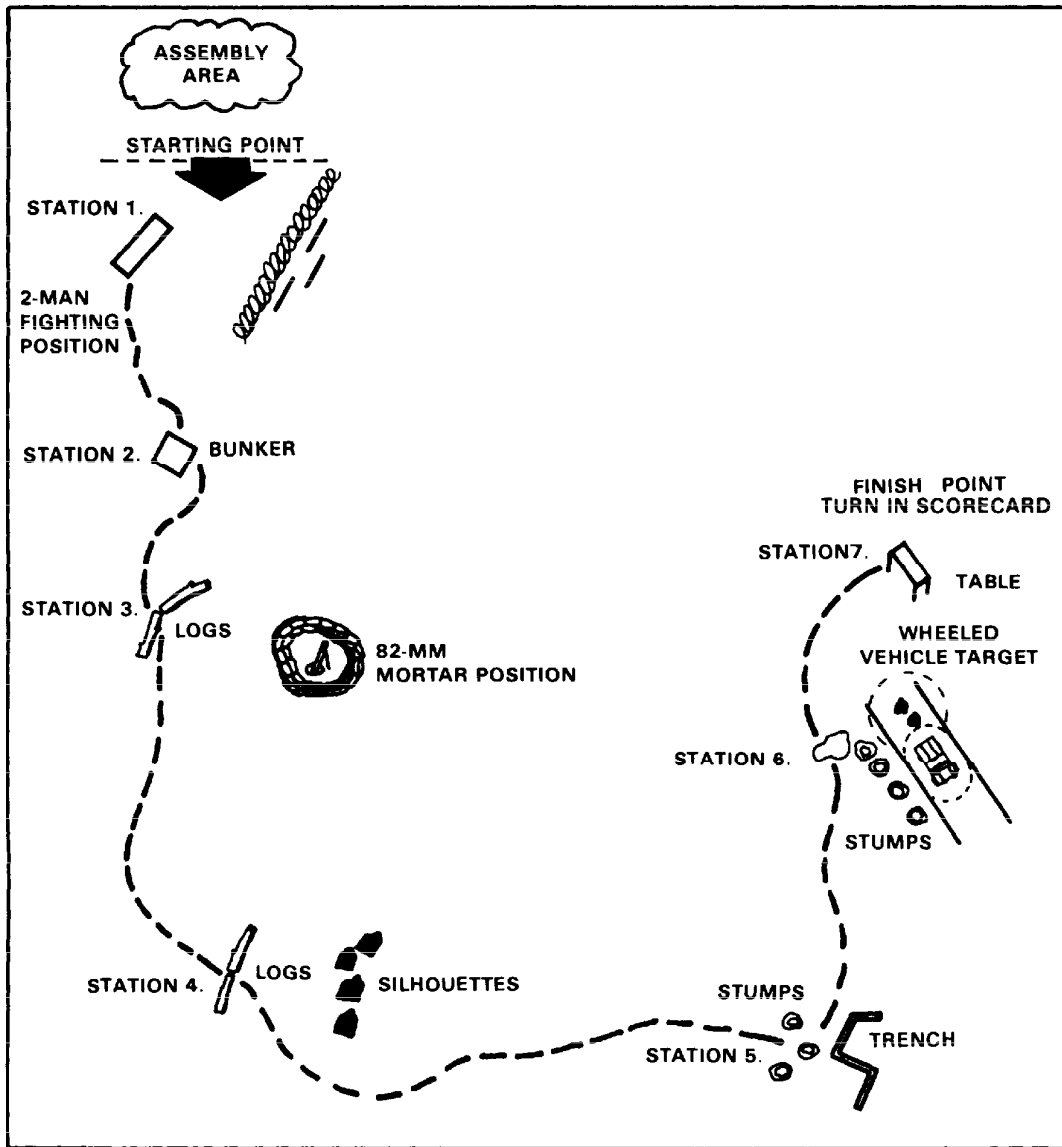 ASSEMBLY
AREA
STARTING POINT
STATION 1.
2-MAN
FIGHTING
POSITION
STATION 2.
BUNKER
STATION 3.
LOGS
82-MM
MORTAR POSITION
STATION 4.
LOGS
SILHOUETTES
STUMPS
STATION 5.
TRENCH
STATION 6.
STUMPS
WHEELED
VEHICLE TARGET
STATION7.
TABLE
FINISH POINT
TURN IN SCORECARD